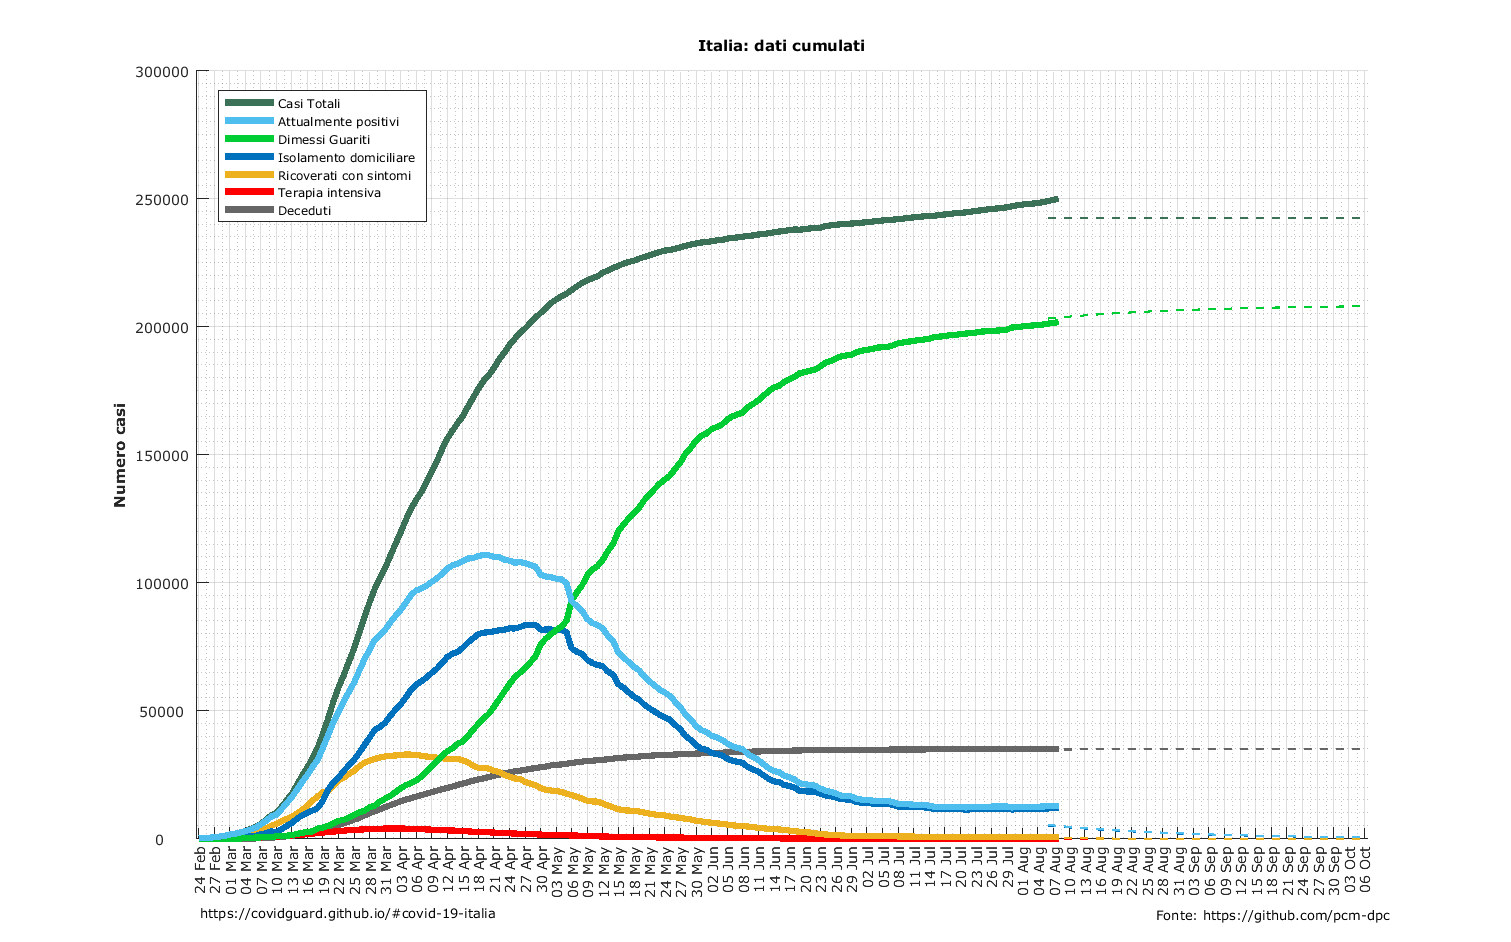 Italia: dati cumulati
300000
250000
200000
150000
100000
50000
0
Numero casi
Casi Totali
Attualmente positivi
Dimessi Guariti
Isolamento domiciliare
Ricoverati con sintomi
Terapia intensiva
Deceduti
24 Feb
27 Feb
01 Mar
04 Mar
07 Mar
10 Mar
13 Mar
16 Mar
19 Mar
22 Mar
25 Mar
28 Mar
31 Mar
03 Apr
06 Apr
09 Apr
12 Apr
15 Apr
18 Apr
21 Apr
24 Apr
27 Apr
30 Apr
03 May
06 May
09 May
12 May
15 May
18 May
21 May
24 May
27 May
30 May
02 Jun
05 Jun
08 Jun
11 Jun
14 Jun
17 Jun
20 Jun
23 Jun
26 Jun
29 Jun
02 Jul
05 Jul
08 Jul
11 Jul
14 Jul
17 Jul
20 Jul
23 Jul
26 Jul
29 Jul
01 Aug
04 Aug
07 Aug
10 Aug
13 Aug
16 Aug
19 Aug
22 Aug
25 Aug
28 Aug
31 Aug
03 Sep
06 Sep
09 Sep
12 Sep
15 Sep
18 Sep
21 Sep
24 Sep
27 Sep
30 Sep
03 Oct
06 Oct
https://covidguard.github.io/#covid-19-italia
Fonte: https://github.com/pcm-dpc